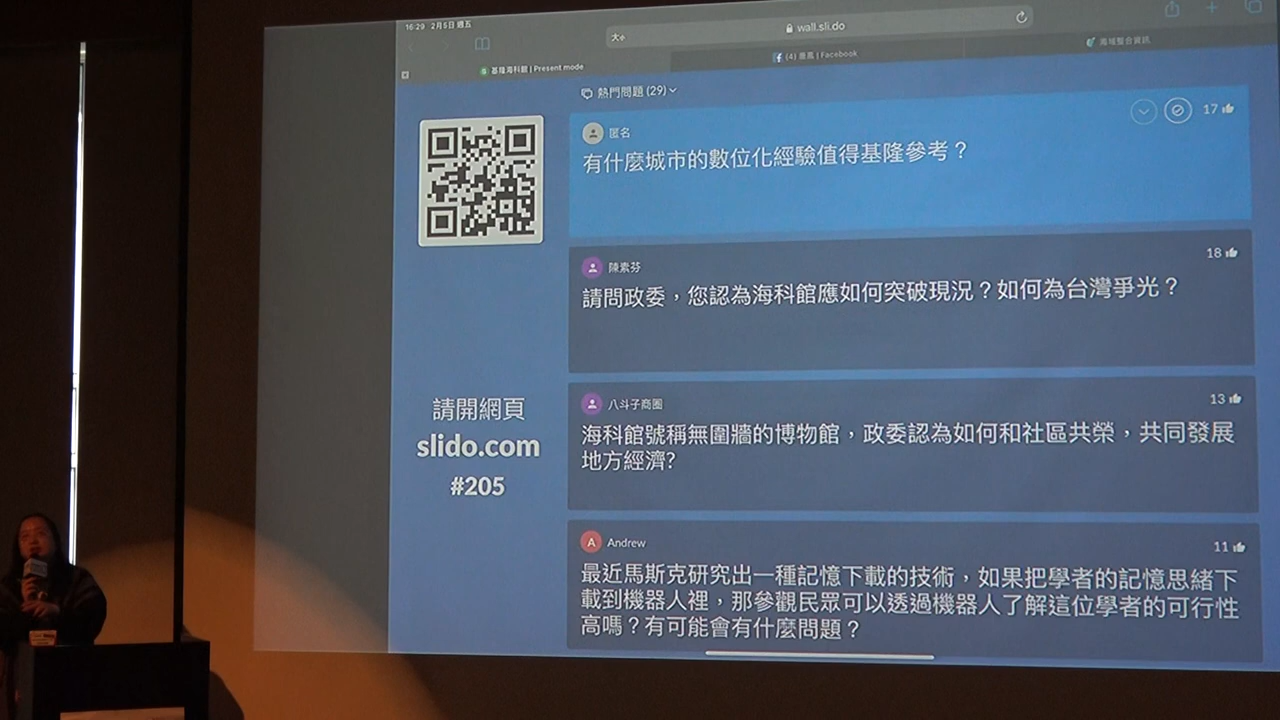 16:29 2月5日 週五
大+
wall.sli.do
基隆海科館 | Present mode
海域整合資訊
熱門問題 (29)
匿名
17
有什麼城市的數位化經驗值得基隆參考？
陳素芬
18
請問政委，您認為海科館應如何突破現況？如何為台灣爭光？
八斗子商圈
13
海科館號稱無圍牆的博物館，政委認為如何和社區共榮，共同發展
地方經濟?
A Andrew
11
最近馬斯克研究出一種記憶下載的技術，如果把學者的記憶思緒下
載到機器人裡，那參觀民眾可以透過機器人了解這位學者的可行性
高嗎？有可能會有什麼問題？
請開網頁
slido.com
#205